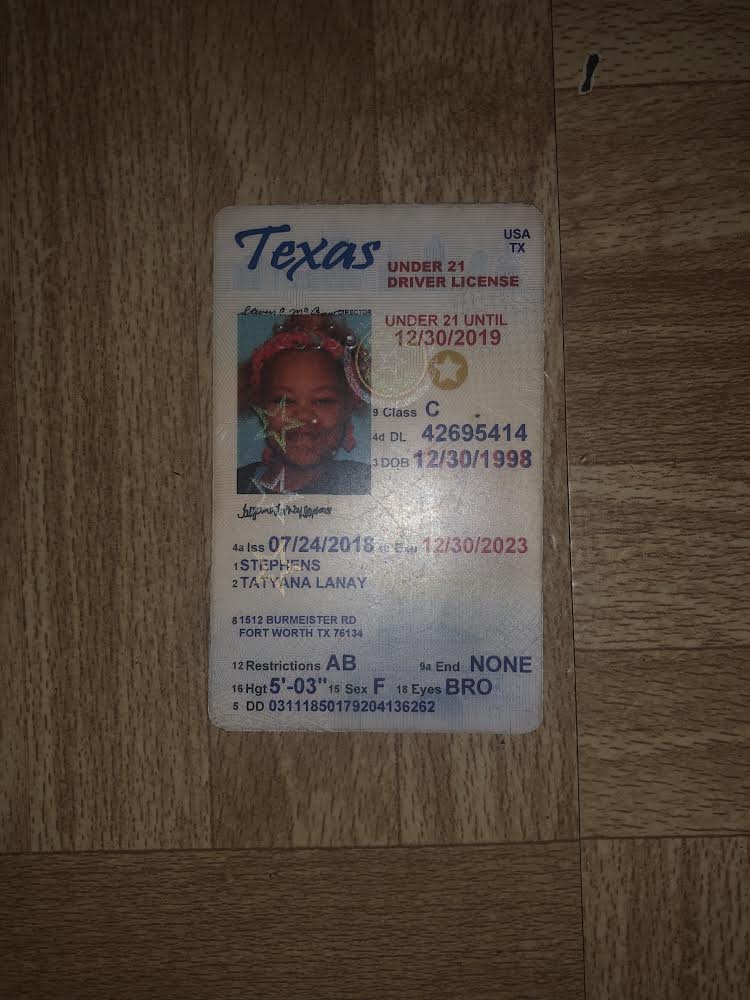 Texas
USA
TX
UNDER 21
DRIVER LICENSE
DIRECTOR
UNDER 21 UNTIL
12/30/2019
9 Class C
4d DL 42695414
3 DOB 12/30/1998
4a Iss 07/24/2018 4b Exp 12/30/2023
1 STEPHENS
2 TATYANA LANAY
8 1512 BURMEISTER RD
FORT WORTH TX 76134
12 Restrictions AB 9a End NONE
16 Hgt 5'-03" 15 Sex F 18 Eyes BRO
5 DD 03111850179204136262